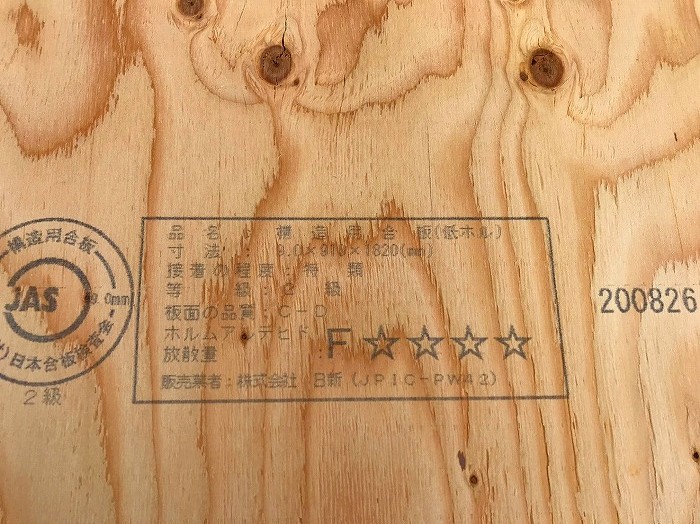 構造用合板
JAS
9.0mm
日本合板検査会
2級
品名 : 構造用合板(低ホル)
寸法 : 9.0×910×1820(mm)
接着の程度:特類
等級:2級
板面の品質:C-D
ホルムアルデヒド
放散量 :F☆☆☆☆
販売業者:株式会社 日新(JPIC-PW42)
200826